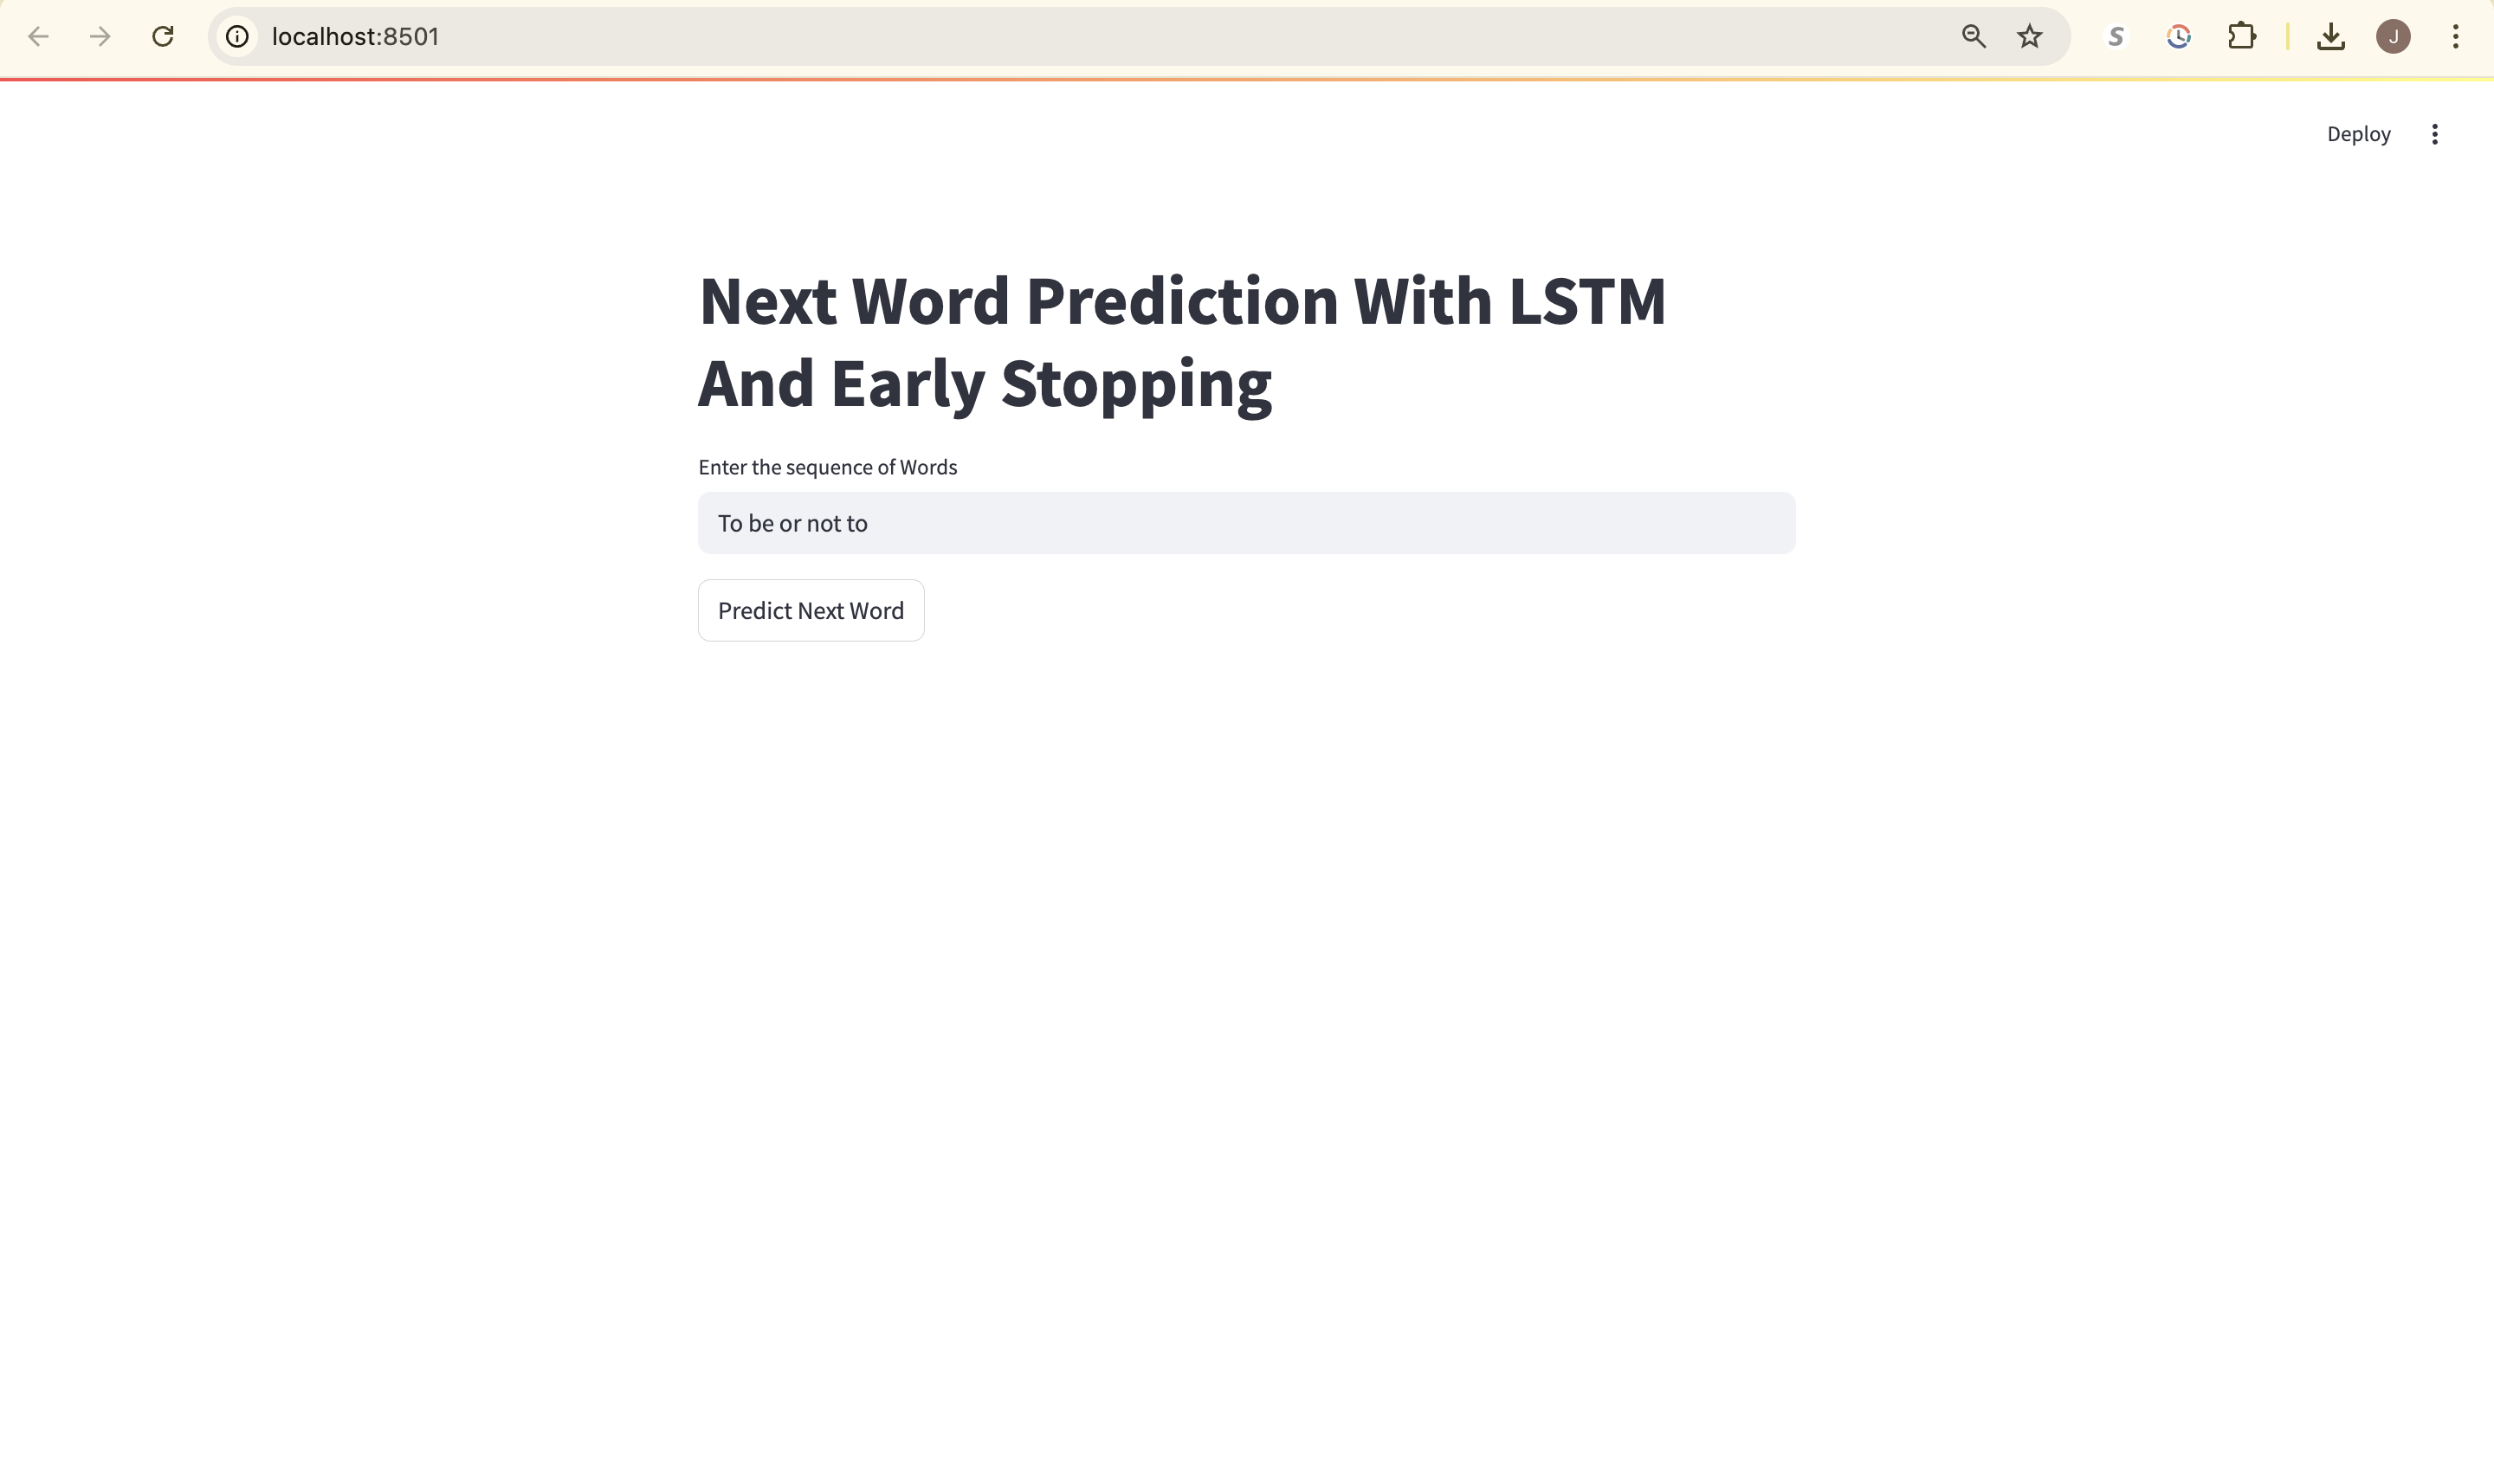 localhost:8501
S
J
Deploy
Next Word Prediction With LSTM
And Early Stopping
Enter the sequence of Words
To be or not to
Predict Next Word